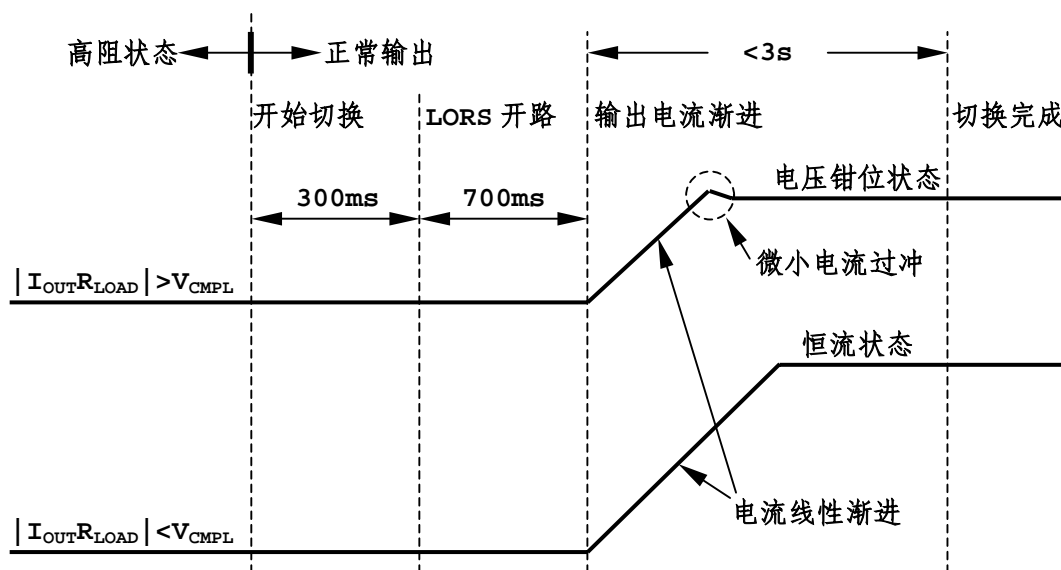 高阻状态
正常输出
<3s
开始切换
LORS 开路
输出电流渐进
切换完成
300ms
700ms
电压钳位状态
微小电流过冲
|IOUTRLOAD|>VCMPL
恒流状态
电流线性渐进
|IOUTRLOAD|<VCMPL